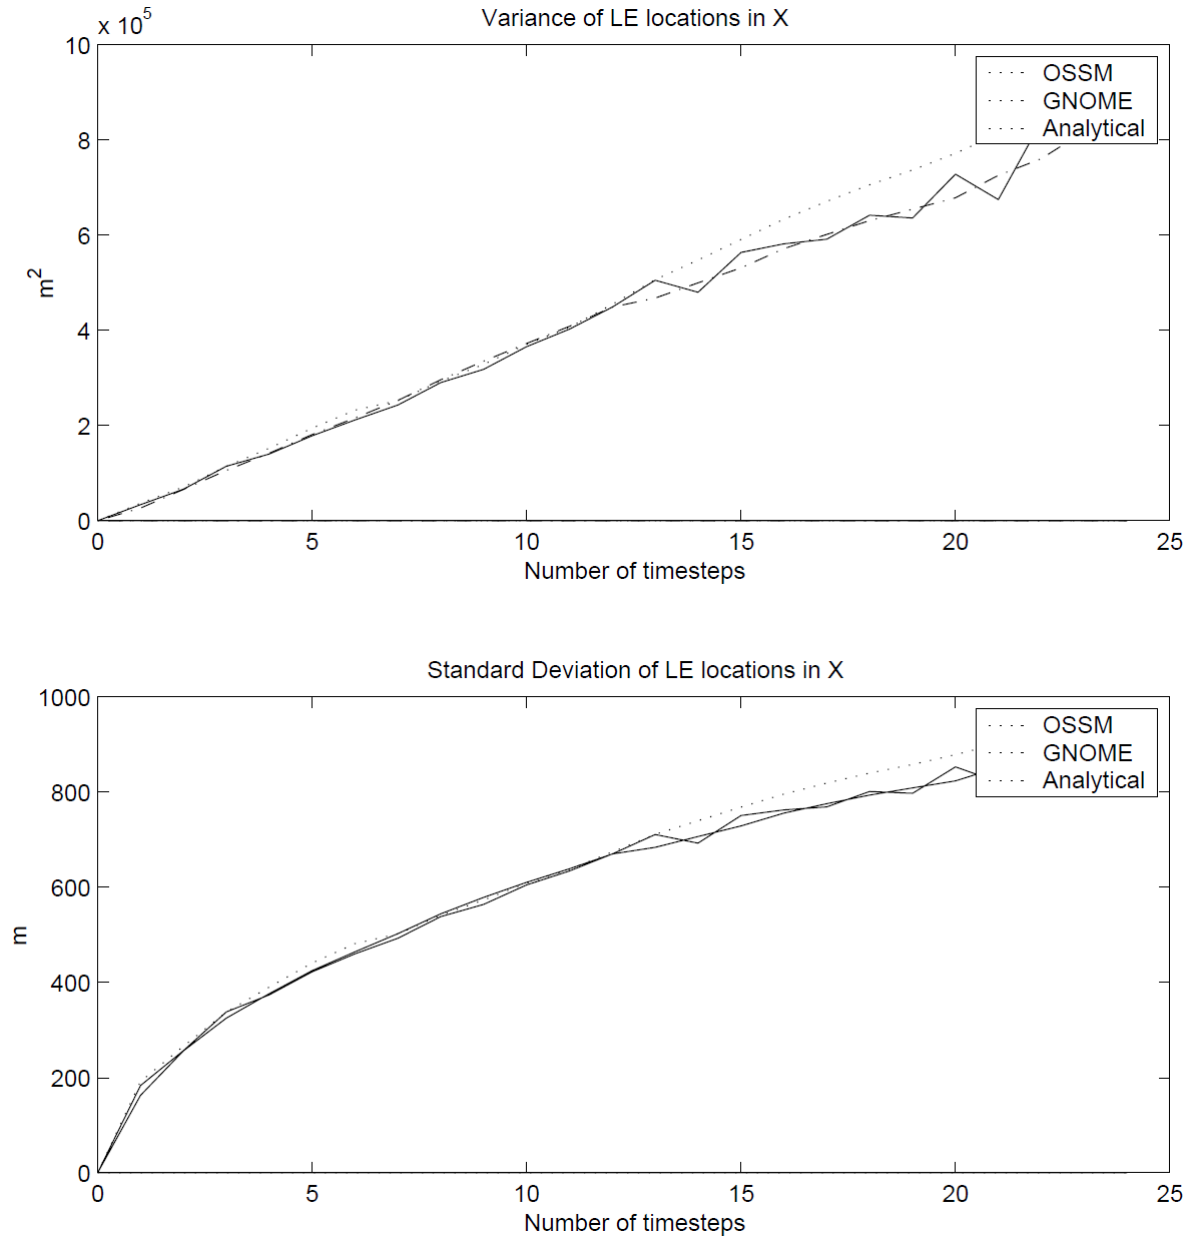 Variance of LE locations in X
x 10^5
10
8
6
4
2
0
m^2
OSSM
GNOME
Analytical
0 5 10 15 20 25
Number of timesteps
Standard Deviation of LE locations in X
1000
800
600
400
200
0
m
OSSM
GNOME
Analytical
0 5 10 15 20 25
Number of timesteps